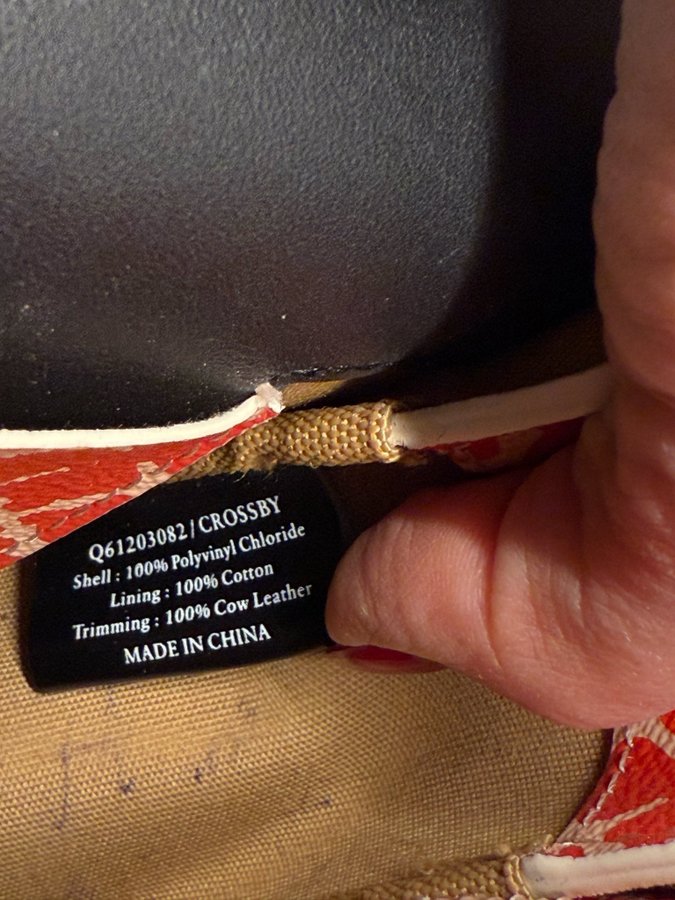 Q61203082 / CROSSBY
Shell : 100% Polyvinyl Chloride
Lining : 100% Cotton
Trimming : 100% Cow Leather
MADE IN CHINA